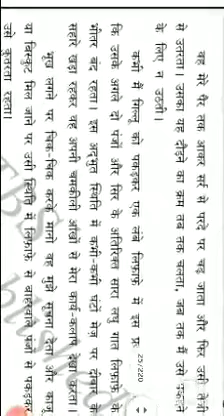 वह मेरे पैर तक आकर सर्र से परदे पर चढ़ जाता और फिर उसी तेजी
से उतरता। उसका यह दौड़ने का क्रम तब तक चलता, जब तक मैं उसे पकड़ने
के लिए न उठती।
कभी मैं गिल्लू को पकड़कर एक लंबे लिफ़ाफ़े में इस
कि उसके अगले दो पंजों और सिर के अतिरिक्त सारा लघु गात लिफ़ाफ़े के
भीतर बंद रहता। इस अद्भुत स्थिति में कभी-कभी घंटों मेज़ पर दीवार के
सहारे खड़ा रहकर वह अपनी चमकीली आँखों से मेरा कार्य-कलाप देखा करता।
भूख लगने पर चिक-चिक करके मानो वह मुझे सूचना देता और काजू
या बिस्कुट मिल जाने पर उसी स्थिति में लिफ़ाफ़े से बाहरवाले पंजों से पकड़कर
उसे कुतरता रहता।